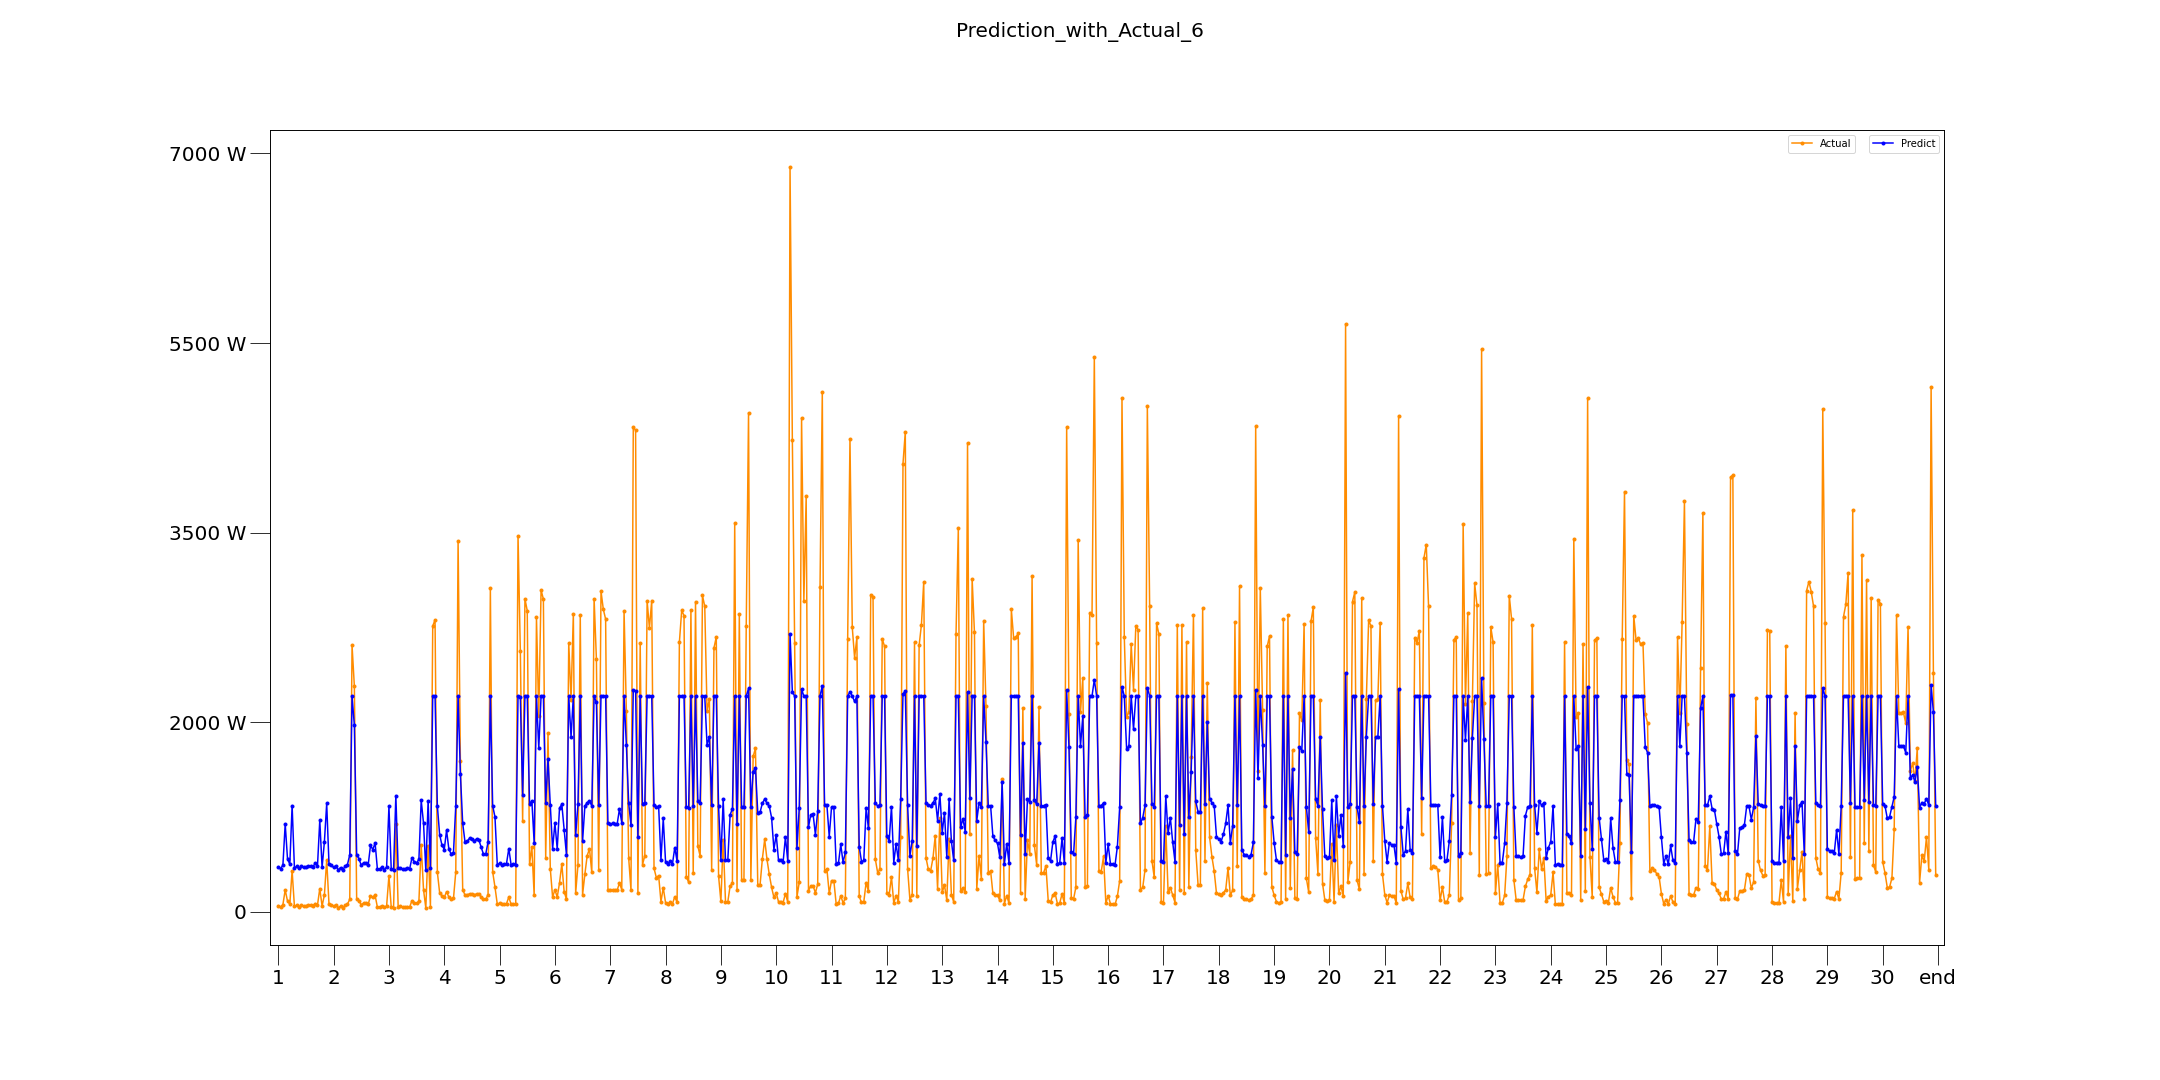 Prediction_with_Actual_6
Actual Predict
7000 W
5500 W
3500 W
2000 W
0
1 2 3 4 5 6 7 8 9 10 11 12 13 14 15 16 17 18 19 20 21 22 23 24 25 26 27 28 29 30 end